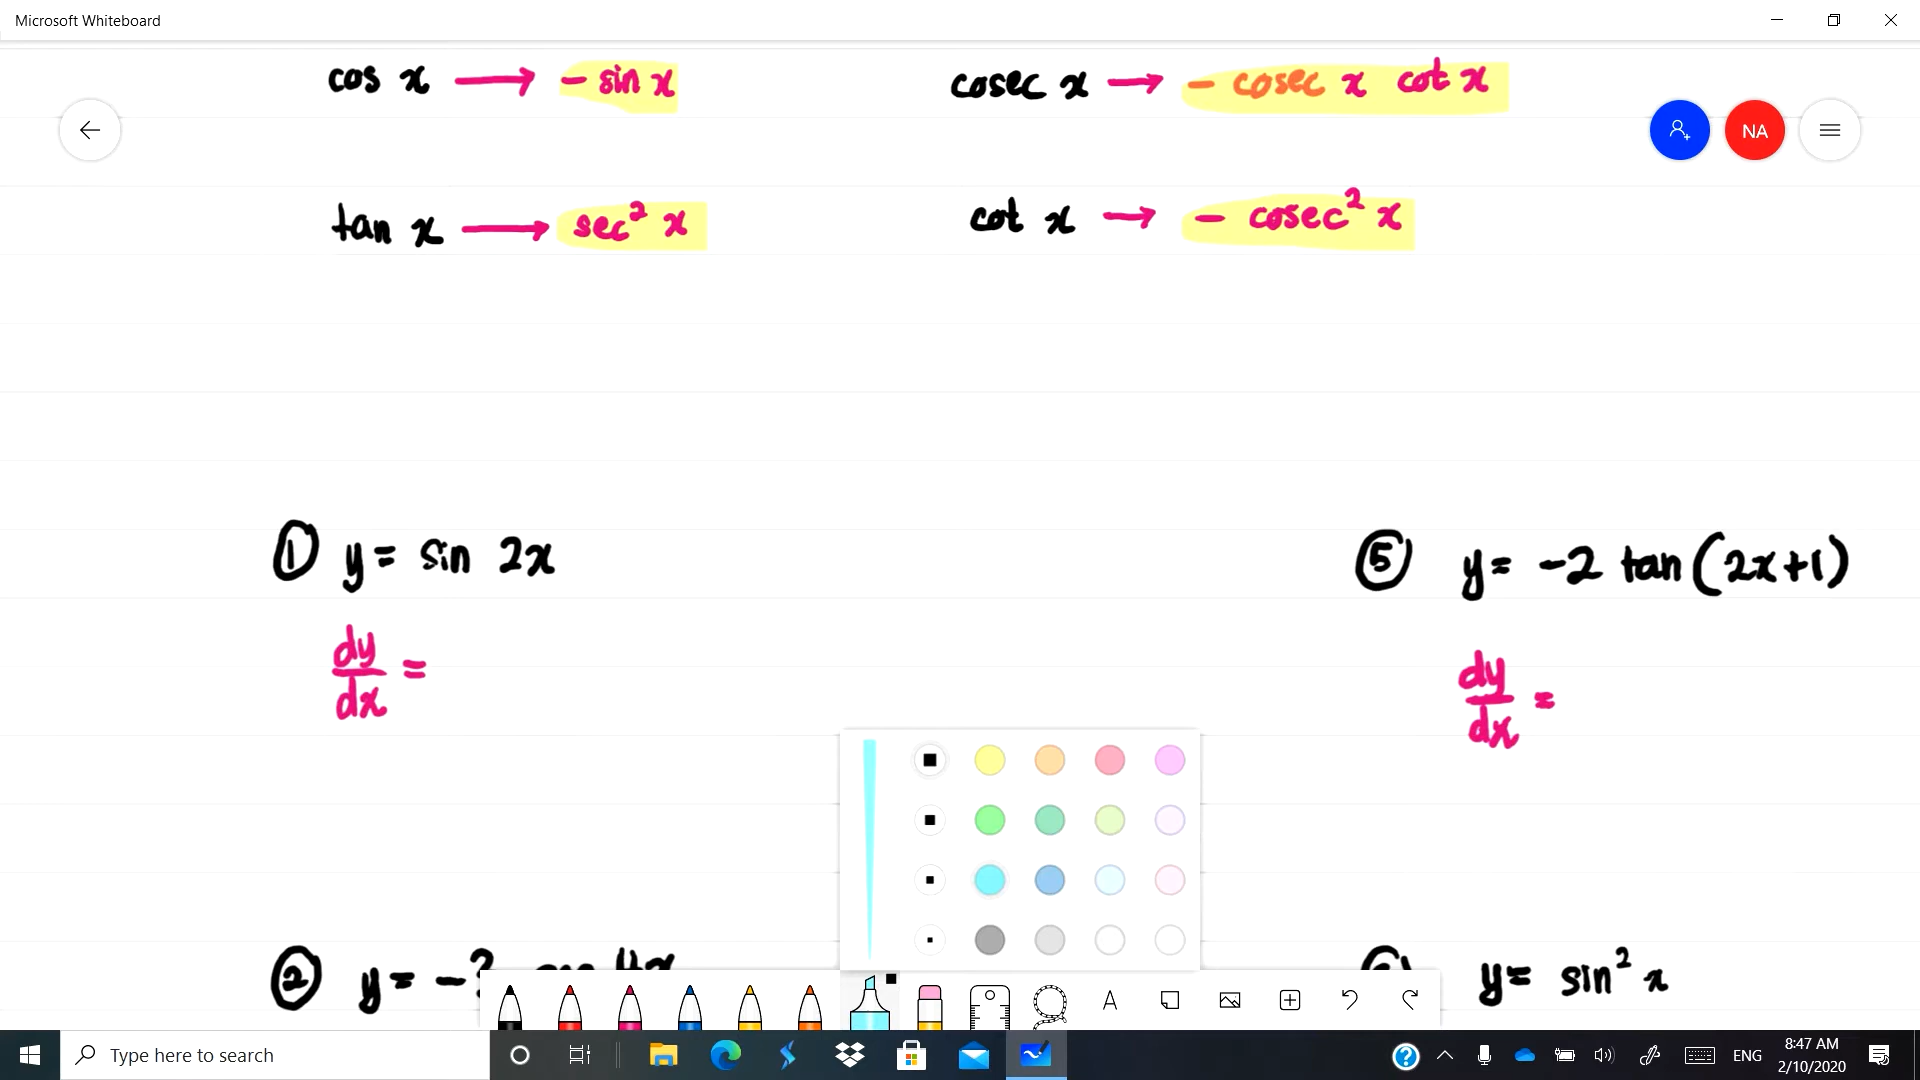 Microsoft Whiteboard
cos x → - sin x
cosec x → - cosec x cot x
NA
tan x → sec² x
cot x → - cosec² x
① y = sin 2x
dy/dx =
⑤ y = -2 tan (2x+1)
dy/dx =
② y = - 4x
y = sin² x
A
Type here to search
ENG
8:47 AM
2/10/2020